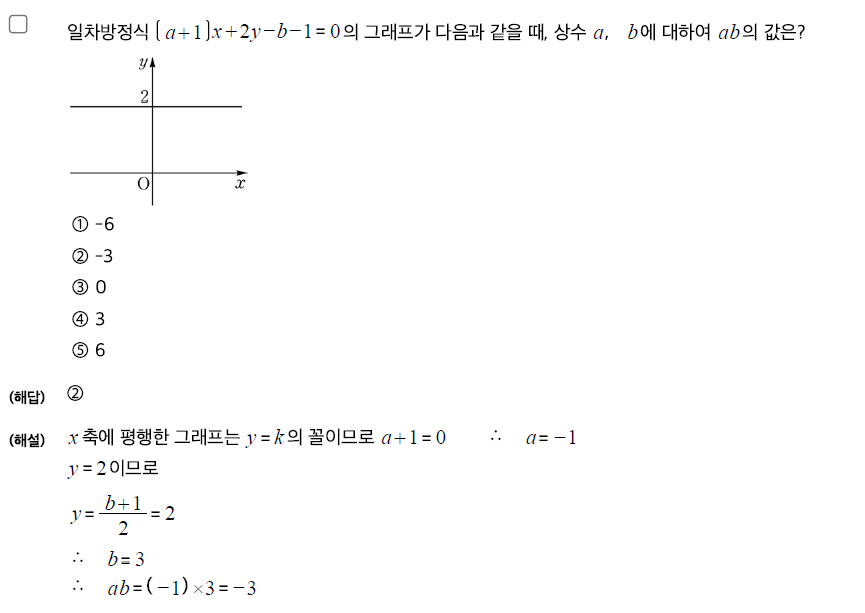 일차방정식 (a+1)x+2y-b-1=0의 그래프가 다음과 같을 때, 상수 a, b에 대하여 ab의 값은?
y
2
O x
① -6
② -3
③ 0
④ 3
⑤ 6
(해답) ②
(해설) x축에 평행한 그래프는 y=k의 꼴이므로 a+1=0 ∴ a=-1
y=2이므로
y=\frac{b+1}{2}=2
∴ b=3
∴ ab=(-1)×3=-3